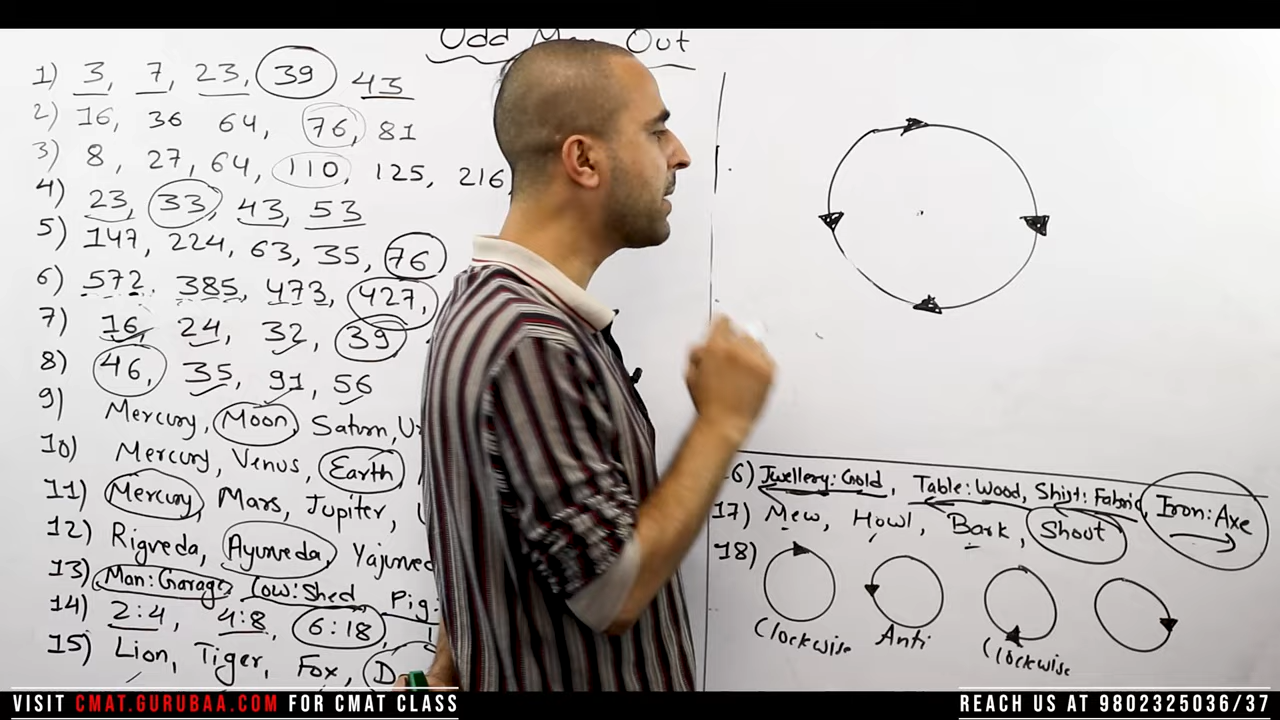 Odd Man Out
1) 3, 7, 23, 39 43
2) 16, 36 64, 76, 81
3) 8, 27, 64, 110, 125, 216,
4) 23, 33, 43, 53
5) 147, 224, 63, 35, 76
6) 572, 385, 473, 427,
7) 16, 24, 32, 39
8) 46, 35, 91, 56
9) Mercury, Moon, Saturn,
10) Mercury, Venus, Earth
11) Mercury, Mars, Jupiter,
12) Rigveda, Ayurveda, Yajurved
13) Man:Garage, Cow:Shed Pig:
14) 2:4, 4:8, 6:18
15) Lion, Tiger, Fox, D
6) Jwellery:Gold, Table:Wood, Shirt:Fabric, Iron:Axe
17) Mew, Howl, Bark, Shout
18)
Clockwise Anti Clockwise
VISIT CMAT.GURUBAA.COM FOR CMAT CLASS
REACH US AT 9802325036/37